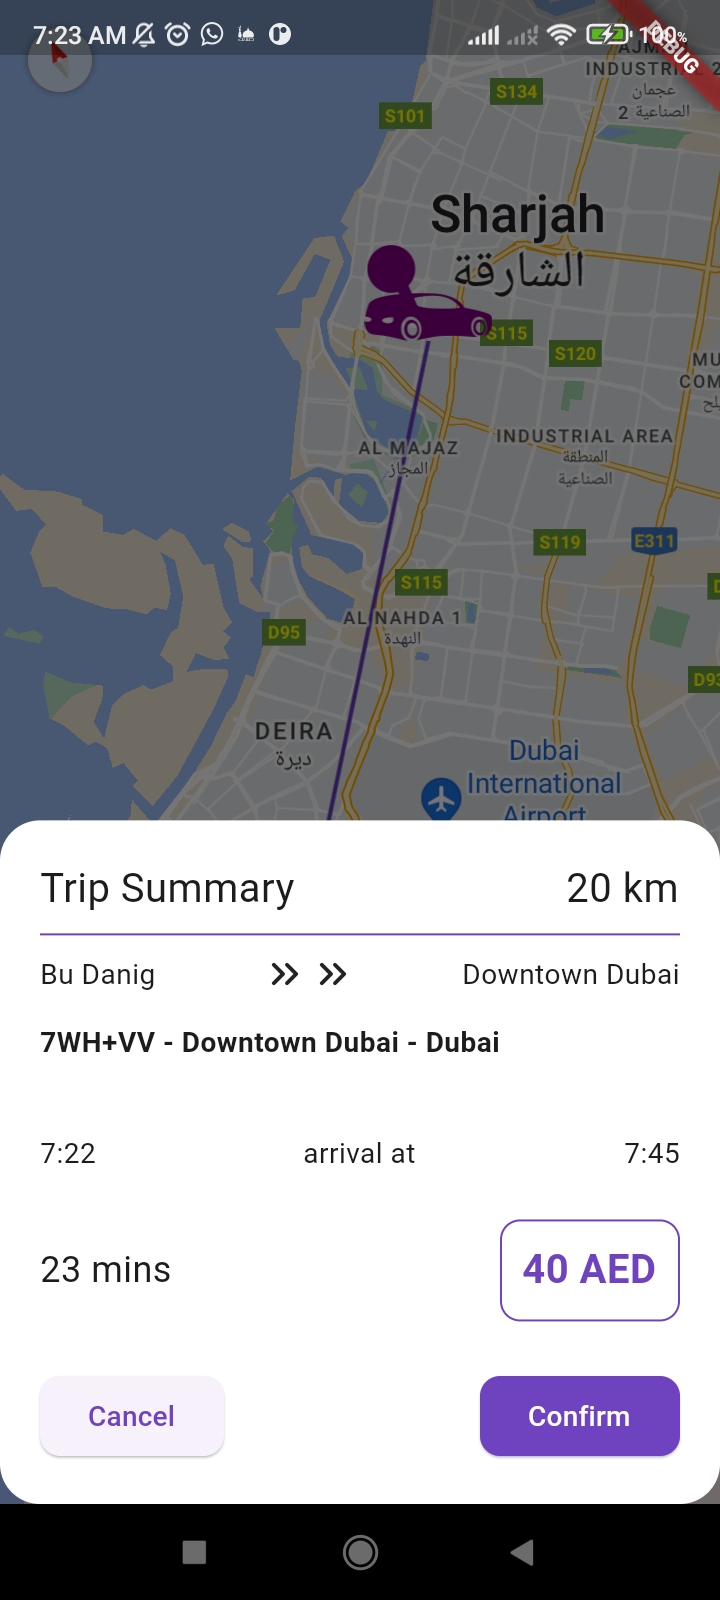 7:23 AM
100%
DEBUG
INDUSTRIAL 2
عجمان
الصناعية 2
S134
S101
Sharjah
الشارقة
S115
S120
AL MAJAZ
المجاز
INDUSTRIAL AREA
المنطقة
الصناعية
S119
E311
S115
AL NAHDA 1
النهدة
D95
D93
DEIRA
ديرة
Dubai
International
Airport
Trip Summary
20 km
Bu Danig
Downtown Dubai
7WH+VV - Downtown Dubai - Dubai
7:22
arrival at
7:45
23 mins
40 AED
Cancel
Confirm